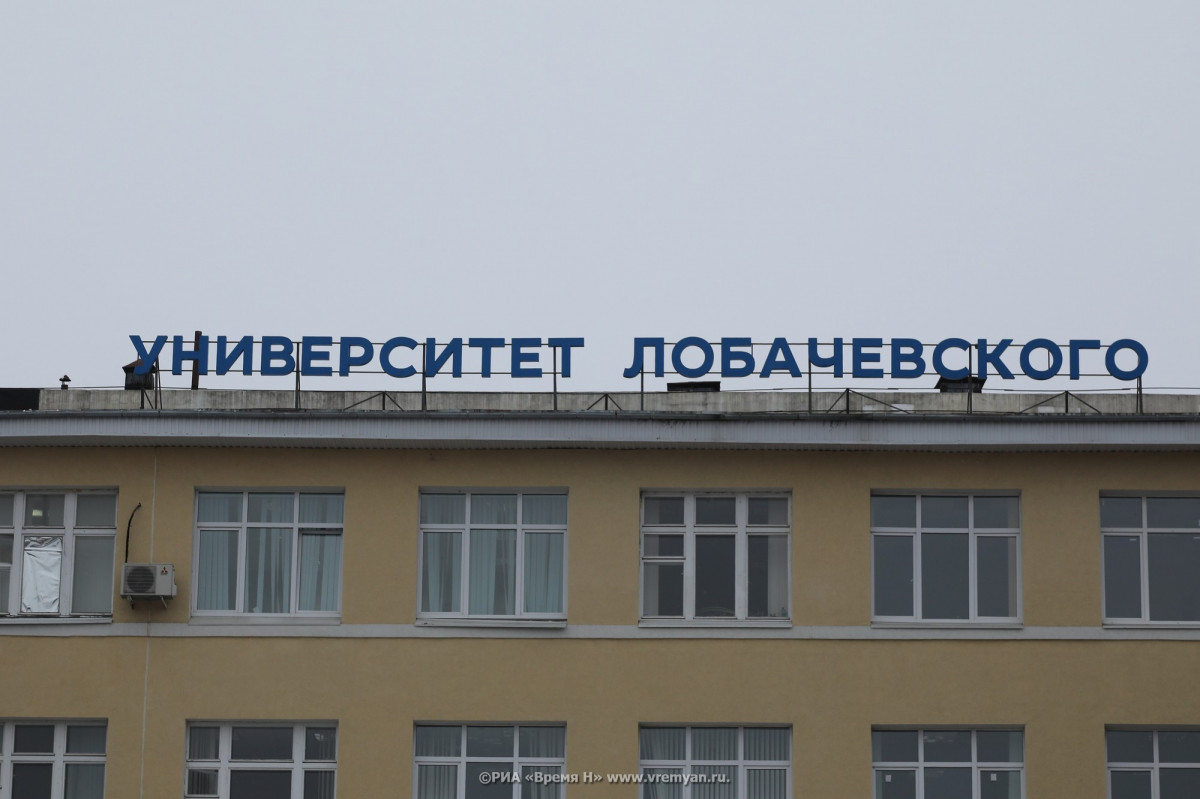 УНИВЕРСИТЕТ ЛОБАЧЕВСКОГО
©РИА «Время Н» www.vremyan.ru.